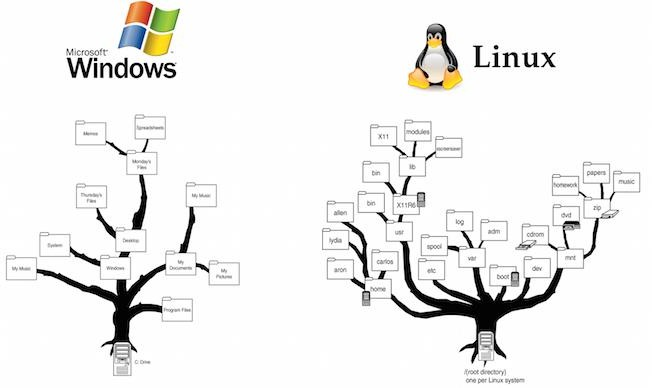 Microsoft®
Windows
Linux
Memos
Spreadsheets
Monday's
Files
Thursday's
Files
My Music
Desktop
System
My Music
Windows
My
Documents
My
Pictures
Program Files
C: Drive
X11
modules
xscreensaver
lib
bin
X11R6
bin
usr
allen
lydia
carlos
aron
home
log
adm
spool
var
etc
boot
dev
cdrom
dvd
mnt
homework
papers
music
zip
/(root directory)
one per Linux system